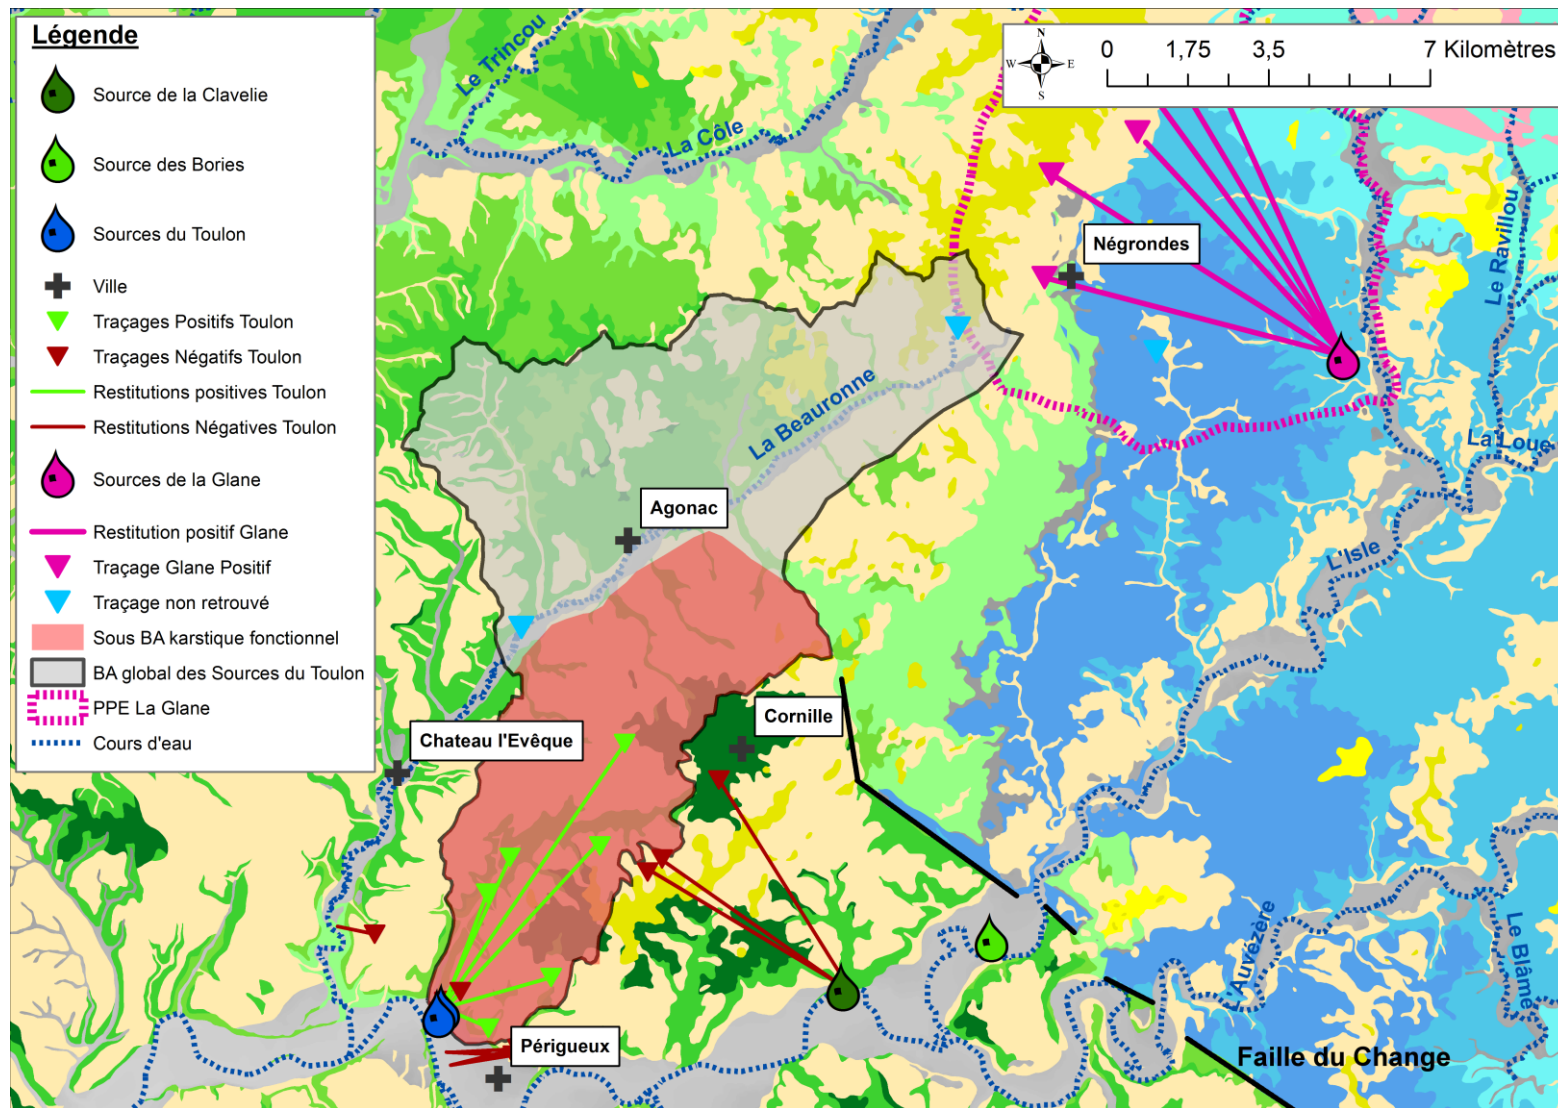 Légende
Source de la Clavelie
Source des Bories
Sources du Toulon
Ville
Traçages Positifs Toulon
Traçages Négatifs Toulon
Restitutions positives Toulon
Restitutions Négatives Toulon
Sources de la Glane
Restitution positif Glane
Traçage Glane Positif
Traçage non retrouvé
Sous BA karstique fonctionnel
BA global des Sources du Toulon
PPE La Glane
Cours d'eau
N
W E
S
0 1,75 3,5 7 Kilomètres
Le Trincou
La Côle
Négrondes
Le Ravillou
La Beauronne
La Loue
Agonac
L'Isle
Cornille
Chateau l'Evêque
L'Auvézère
Le Blâme
Périgueux
Faille du Change